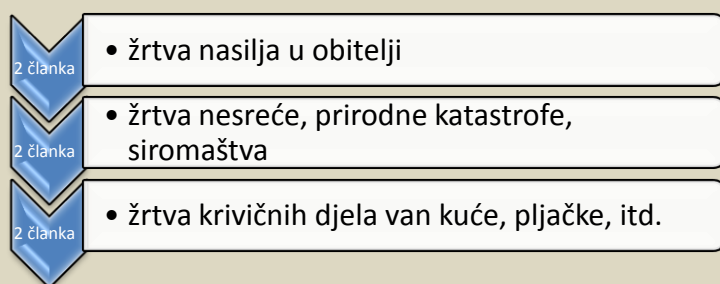 2 članka
• žrtva nasilja u obitelji
2 članka
• žrtva nesreće, prirodne katastrofe,
siromaštva
2 članka
• žrtva krivičnih djela van kuće, pljačke, itd.